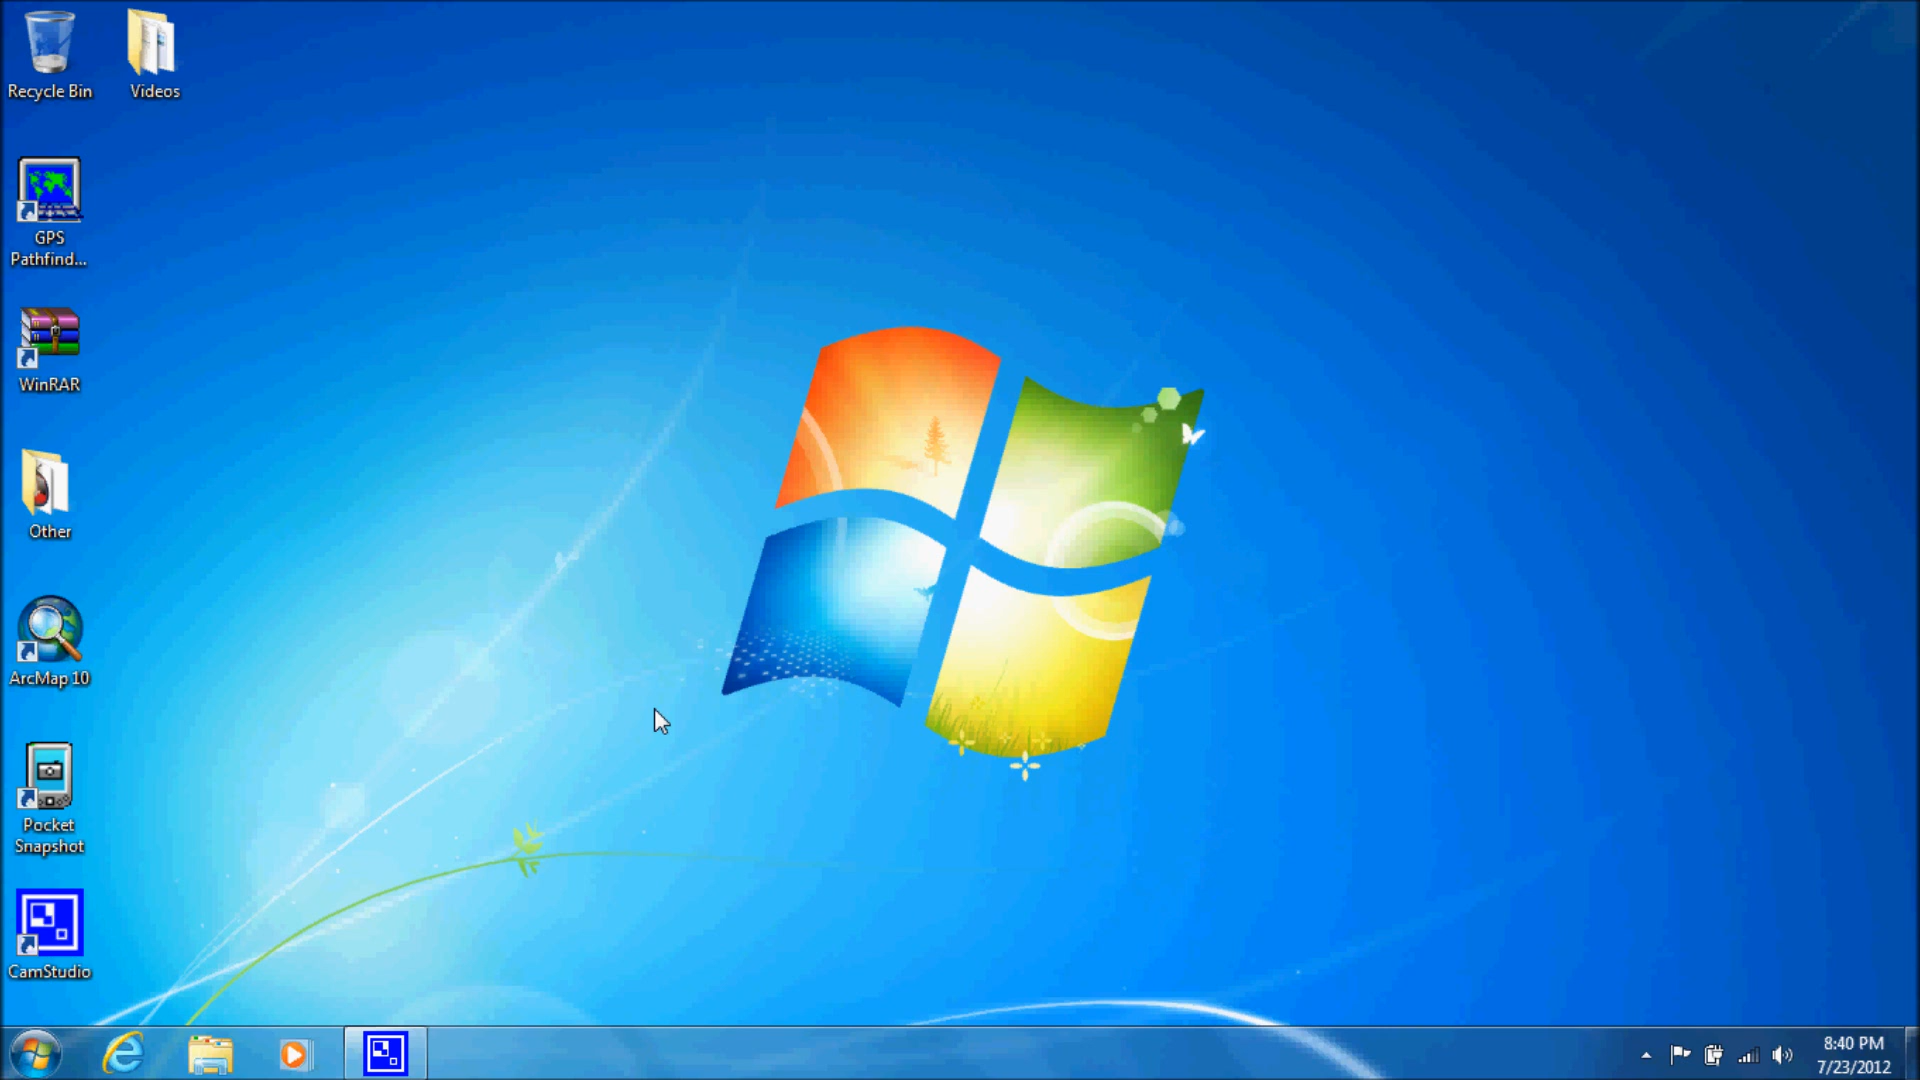 Recycle Bin
Videos
GPS
Pathfind...
WinRAR
Other
ArcMap 10
Pocket
Snapshot
CamStudio
8:40 PM
7/23/2012